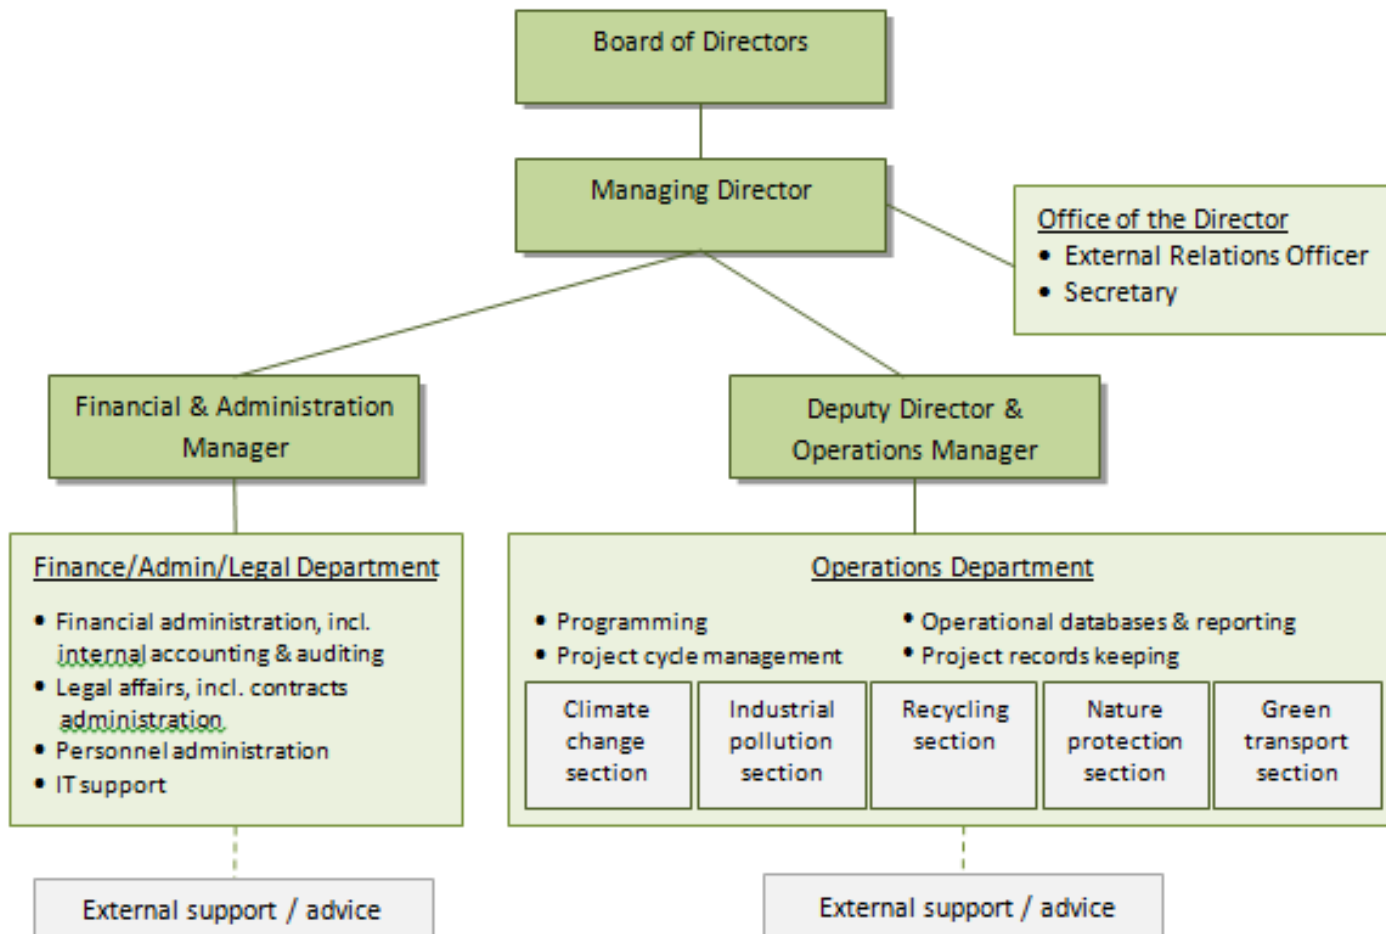 Board of Directors
Managing Director
Office of the Director
• External Relations Officer
• Secretary
Financial & Administration
Manager
Deputy Director &
Operations Manager
Finance/Admin/Legal Department
• Financial administration, incl.
internal accounting & auditing
• Legal affairs, incl. contracts
administration
• Personnel administration
• IT support
Operations Department
• Programming
• Project cycle management
• Operational databases & reporting
• Project records keeping
Climate
change
section
Industrial
pollution
section
Recycling
section
Nature
protection
section
Green
transport
section
External support / advice
External support / advice